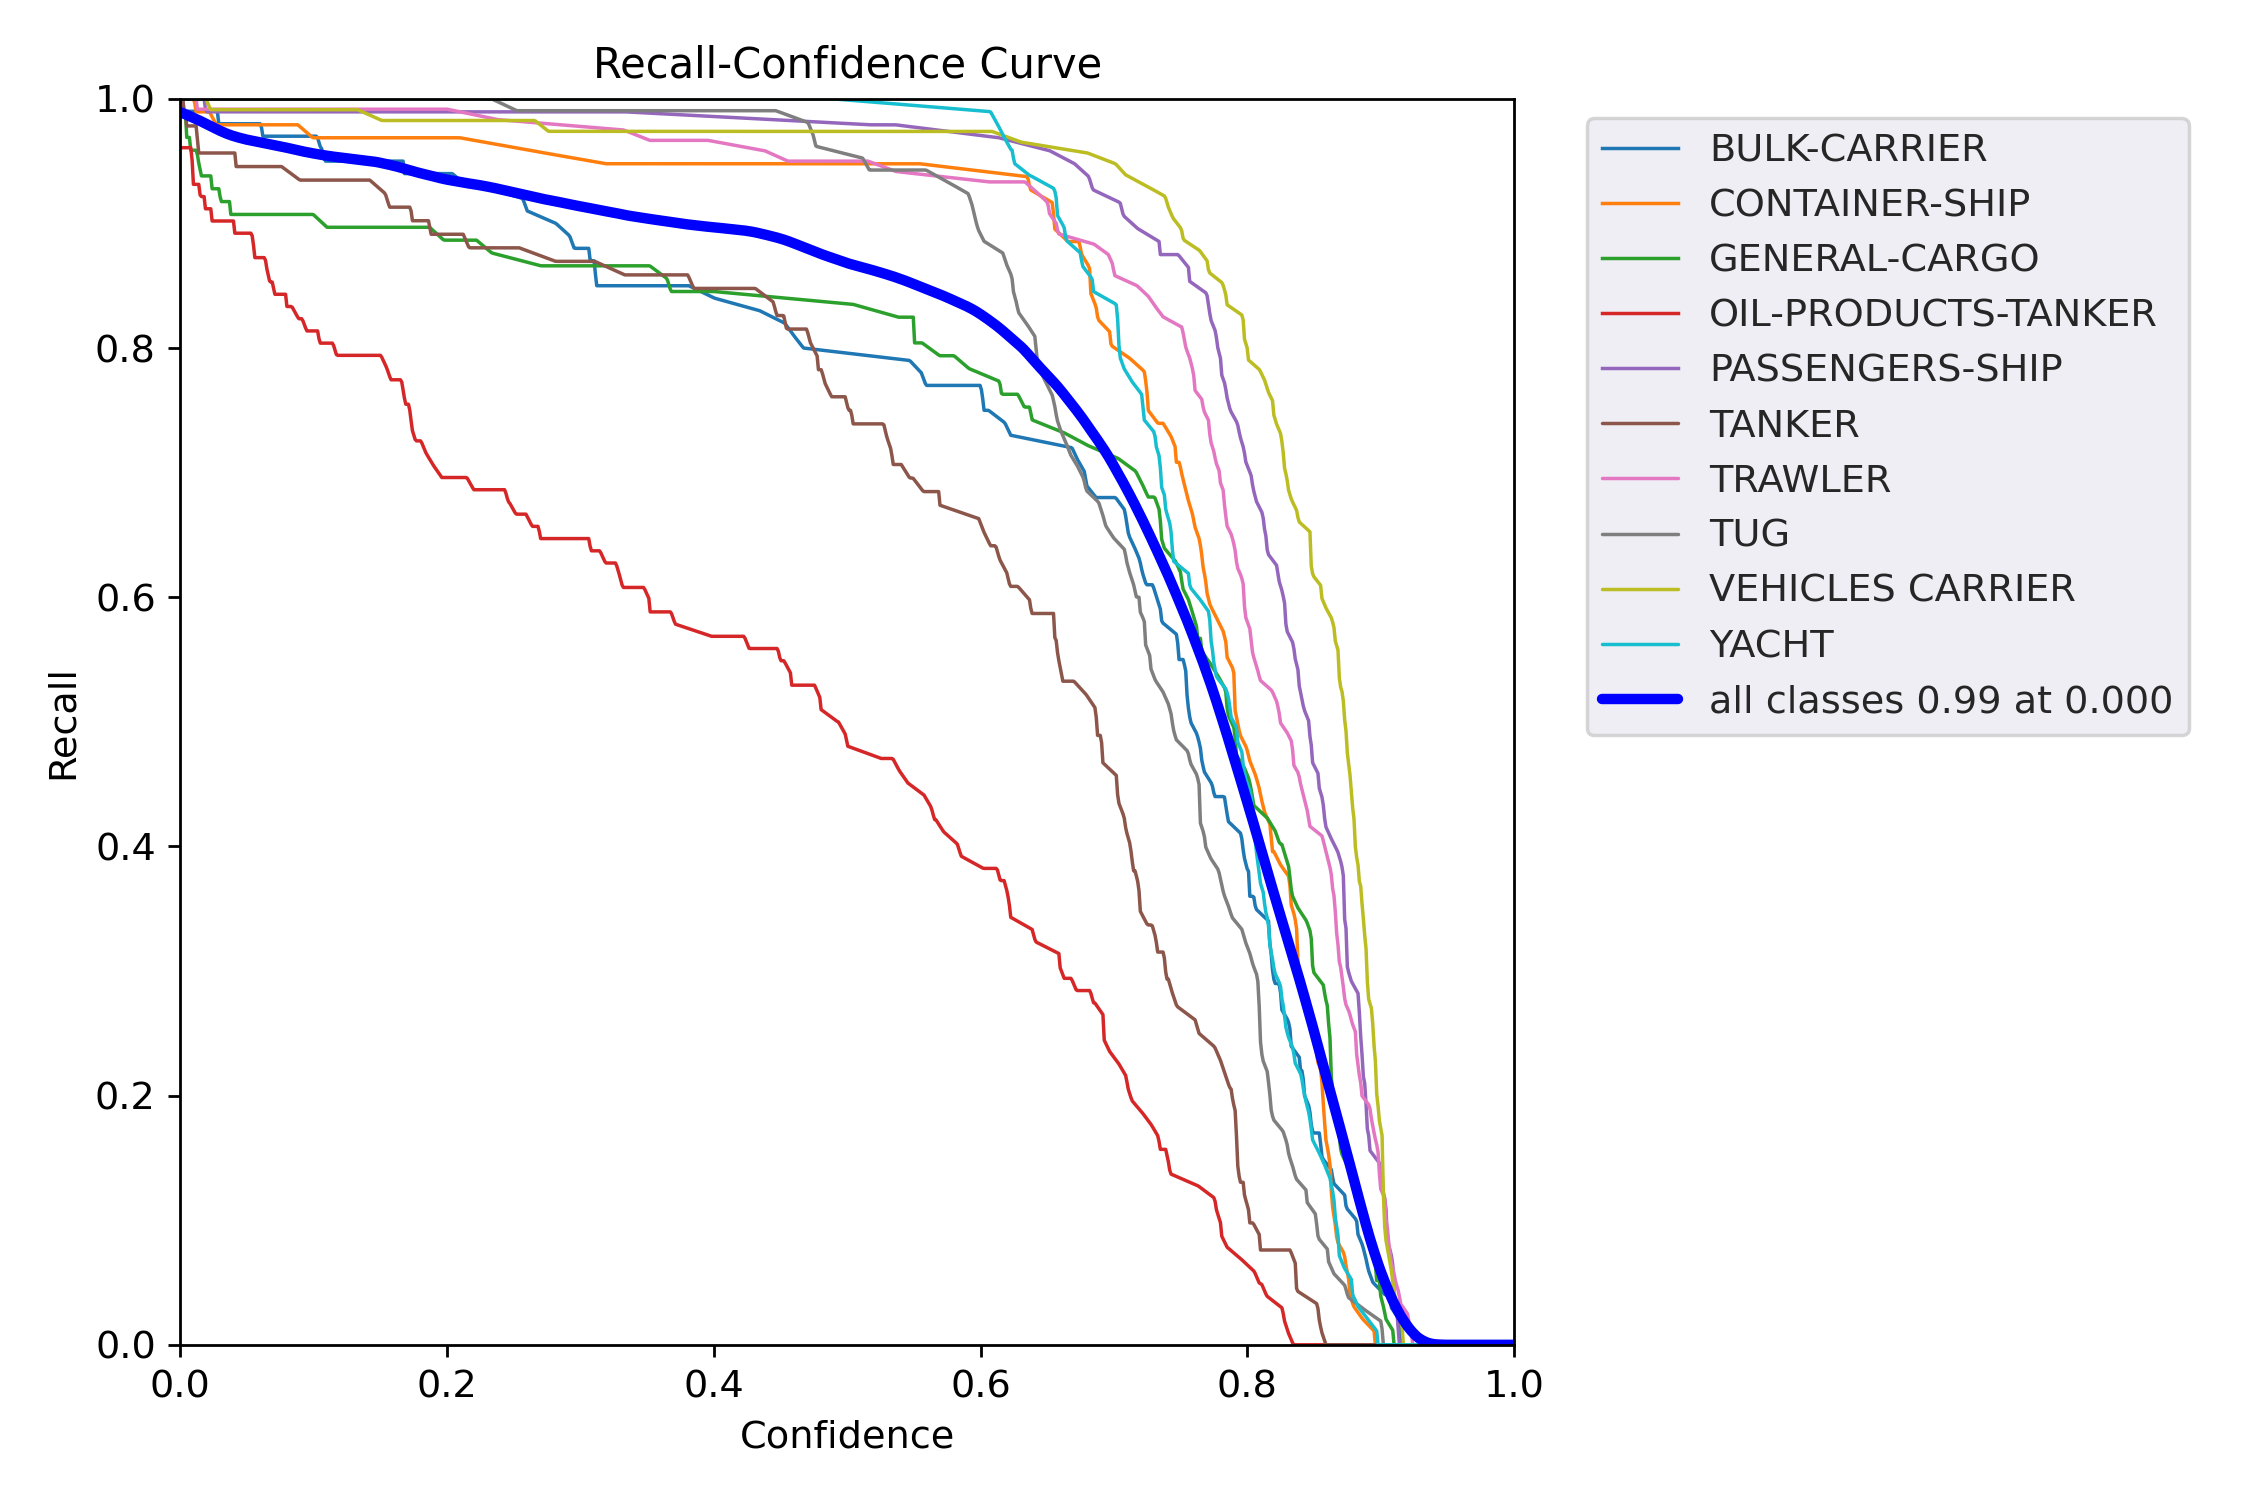 Recall-Confidence Curve
1.0
0.8
0.6
0.4
0.2
0.0
Recall
0.0 0.2 0.4 0.6 0.8 1.0
Confidence
BULK-CARRIER
CONTAINER-SHIP
GENERAL-CARGO
OIL-PRODUCTS-TANKER
PASSENGERS-SHIP
TANKER
TRAWLER
TUG
VEHICLES CARRIER
YACHT
all classes 0.99 at 0.000